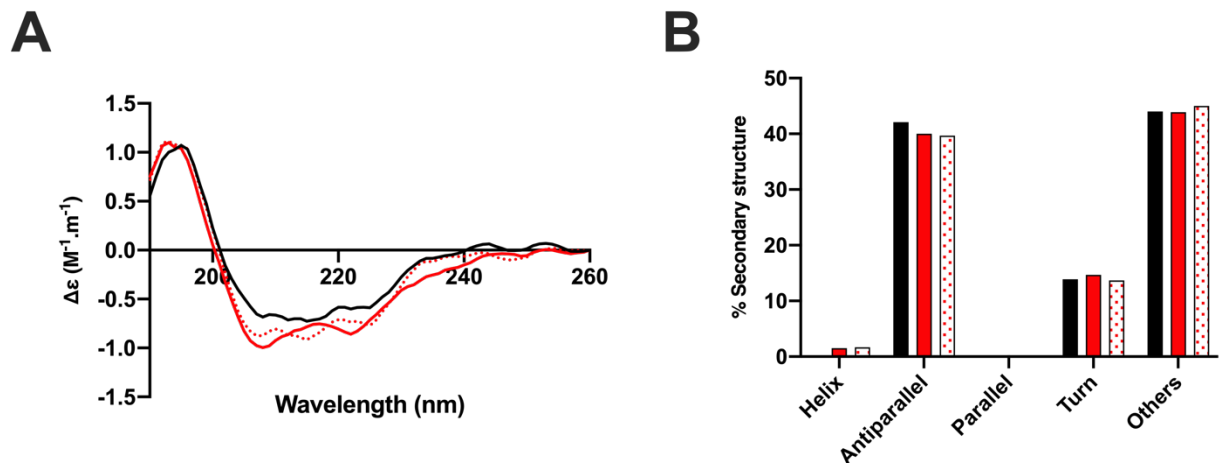 A
B
1.5
1.0
0.5
0.0
-0.5
-1.0
-1.5
200
220
240
260
Δε (M⁻¹.m⁻¹)
Wavelength (nm)
50
40
30
20
10
0
% Secondary structure
Helix
Antiparallel
Parallel
Turn
Others